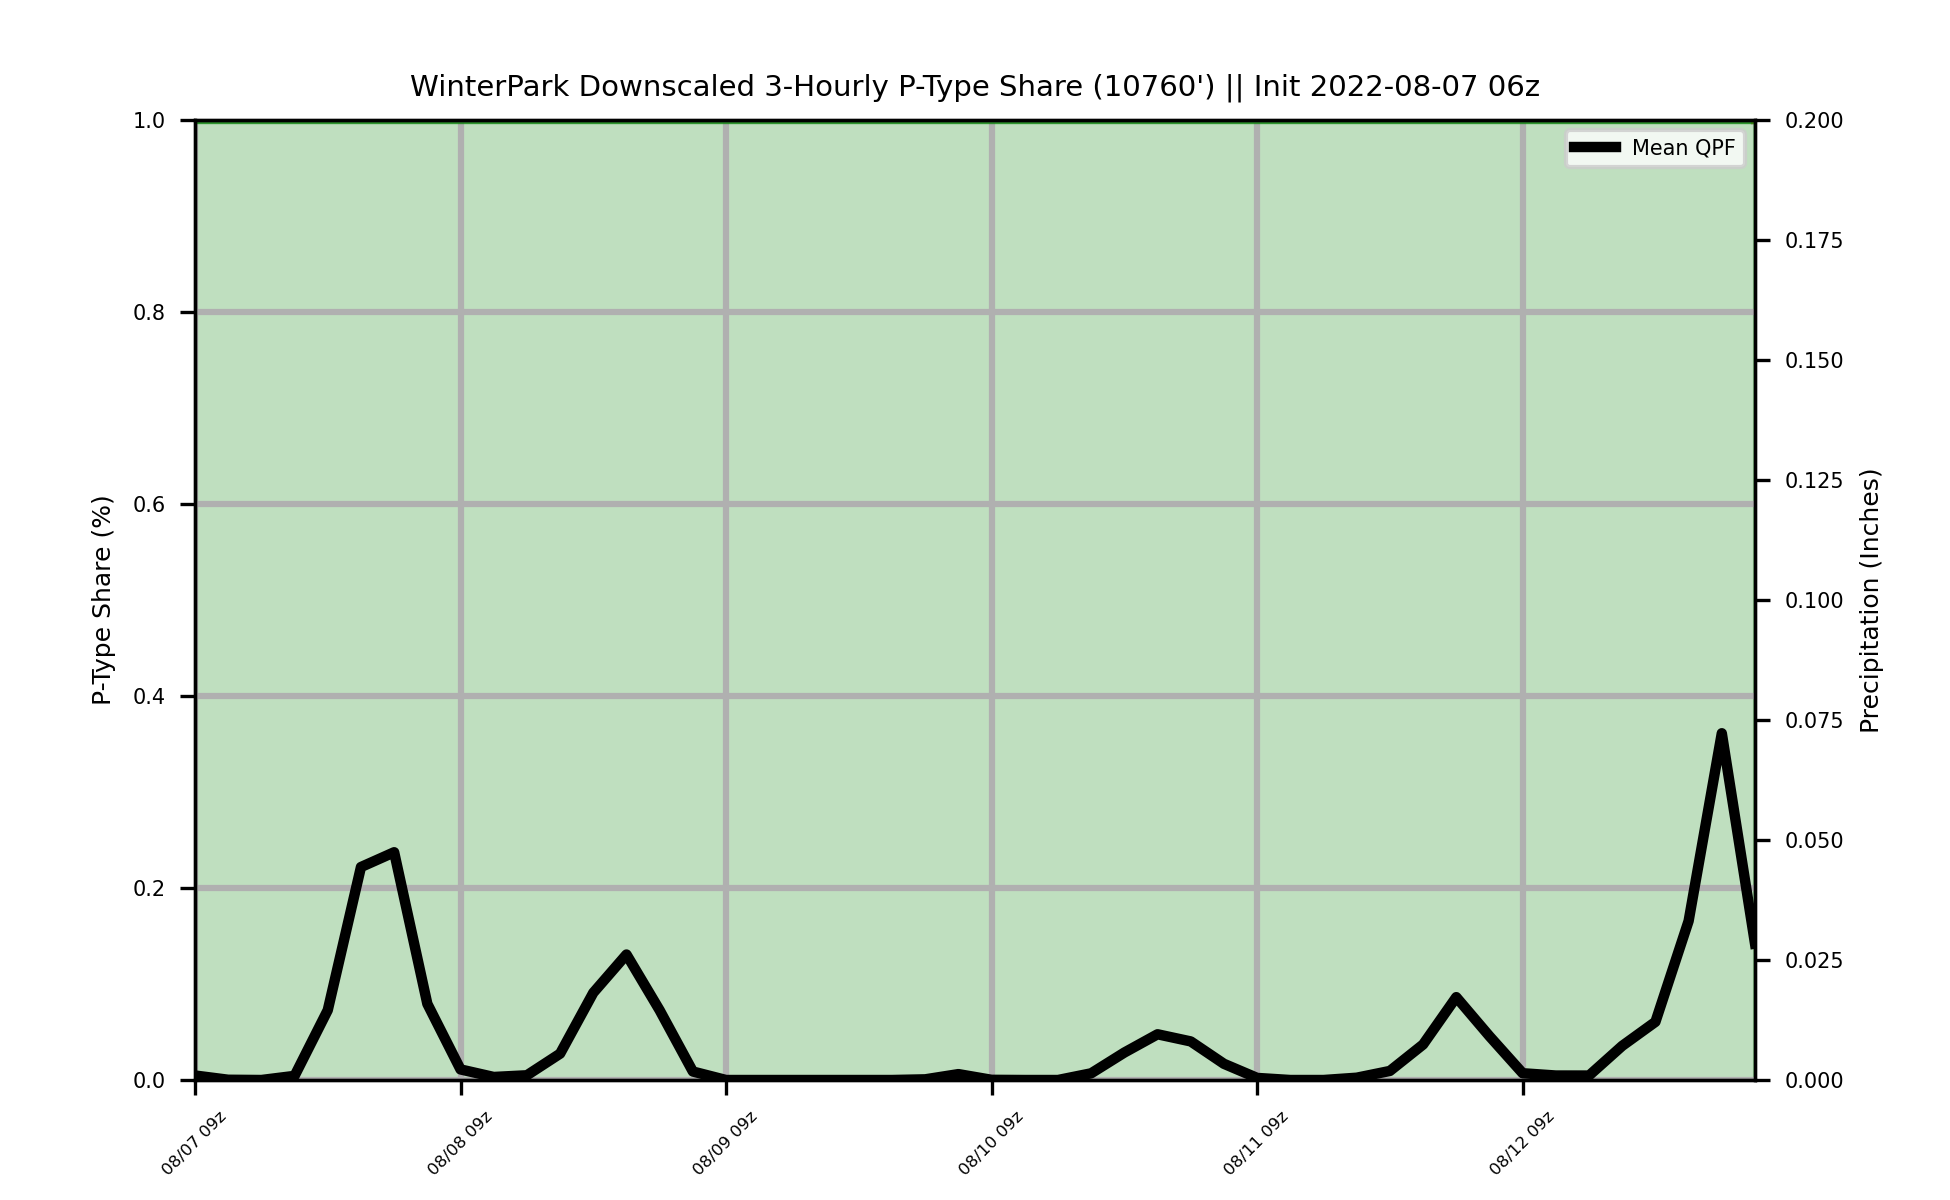 WinterPark Downscaled 3-Hourly P-Type Share (10760') || Init 2022-08-07 06z
Mean QPF
P-Type Share (%)
1.0
0.8
0.6
0.4
0.2
0.0
0.200
0.175
0.150
0.125
0.100
0.075
0.050
0.025
0.000
Precipitation (Inches)
08/07 09z
08/08 09z
08/09 09z
08/10 09z
08/11 09z
08/12 09z